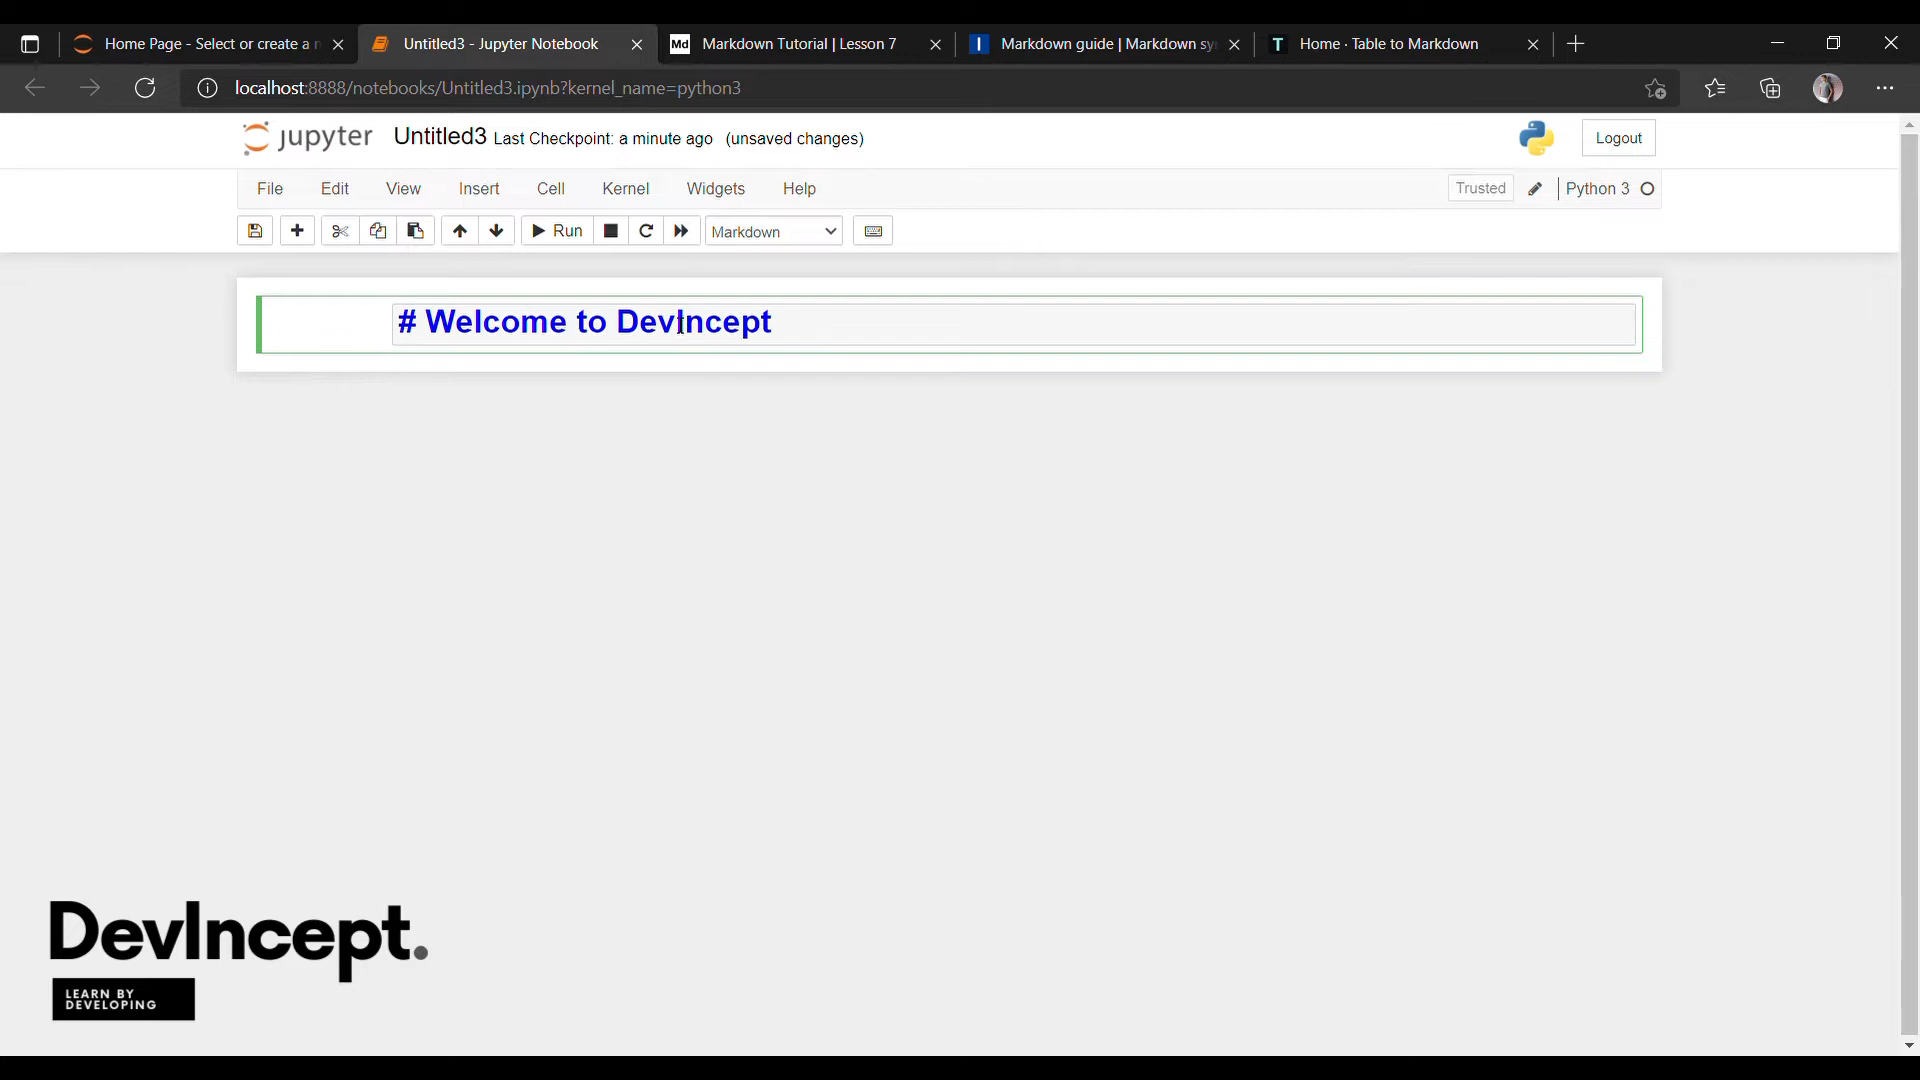 Home Page - Select or create a n
Untitled3 - Jupyter Notebook
Md Markdown Tutorial | Lesson 7
I Markdown guide | Markdown sy
T Home · Table to Markdown
localhost:8888/notebooks/Untitled3.ipynb?kernel_name=python3
jupyter Untitled3 Last Checkpoint: a minute ago (unsaved changes)
Logout
File Edit View Insert Cell Kernel Widgets Help
Trusted Python 3
Run Markdown
# Welcome to DevIncept
DevIncept.
LEARN BY
DEVELOPING